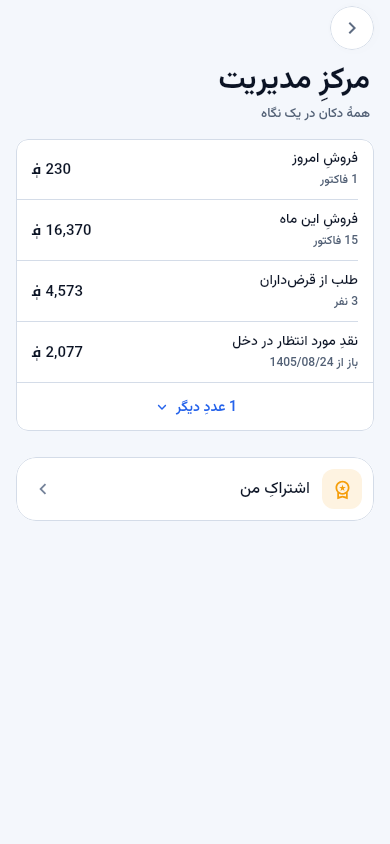 مرکزِ مدیریت
همهٔ دکان در یک نگاه
فروشِ امروز
1 فاکتور
230 ؋
فروشِ این ماه
15 فاکتور
16,370 ؋
طلب از قرض‌داران
3 نفر
4,573 ؋
نقدِ مورد انتظار در دخل
باز از 1405/08/24
2,077 ؋
1 عددِ دیگر
اشتراکِ من